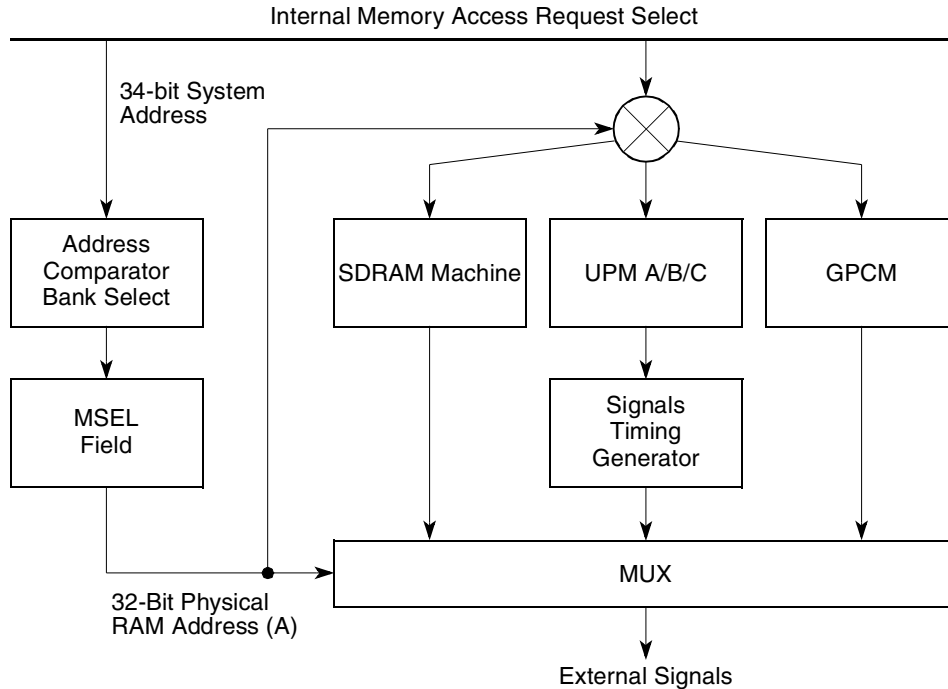 Internal Memory Access Request Select
34-bit System
Address
Address
Comparator
Bank Select
SDRAM Machine
UPM A/B/C
GPCM
MSEL
Field
Signals
Timing
Generator
MUX
32-Bit Physical
RAM Address (A)
External Signals